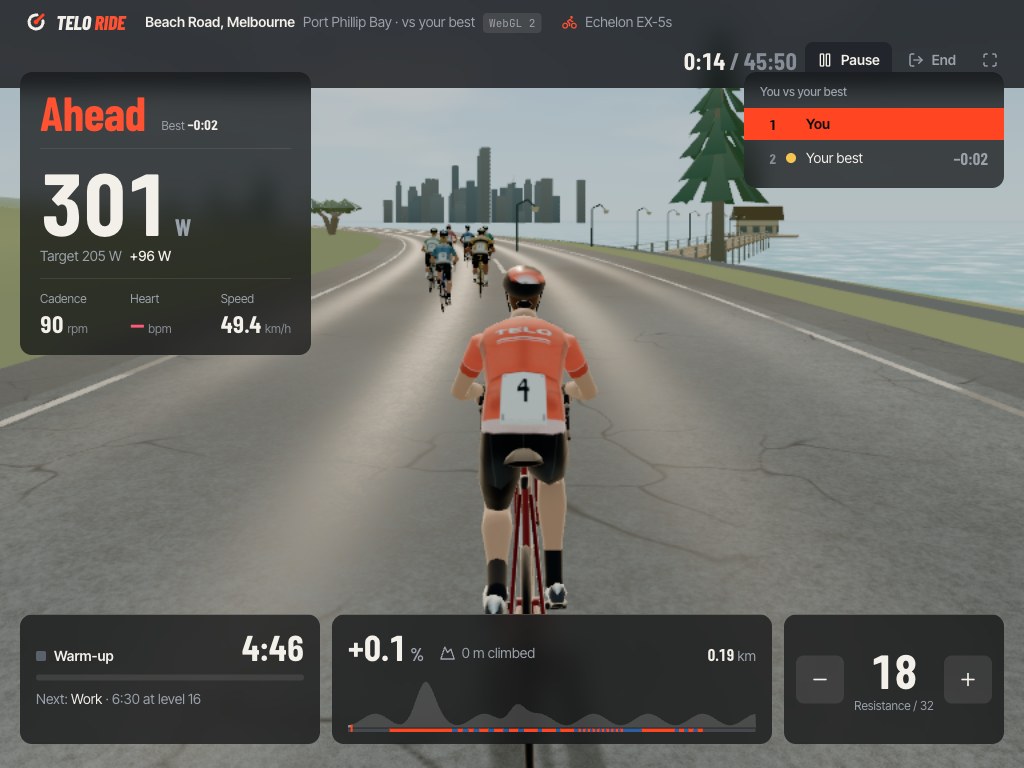 TELO RIDE Beach Road, Melbourne Port Phillip Bay · vs your best WebGL 2 Echelon EX-5s
0:14 / 45:50 Pause End
Ahead Best −0:02
301 W
Target 205 W +96 W
Cadence Heart Speed
90 rpm – bpm 49.4 km/h
You vs your best
1 You
2 Your best −0:02
TELO
4
Warm-up 4:46
Next: Work · 6:30 at level 16
+0.1 % 0 m climbed 0.19 km
− 18 +
Resistance / 32